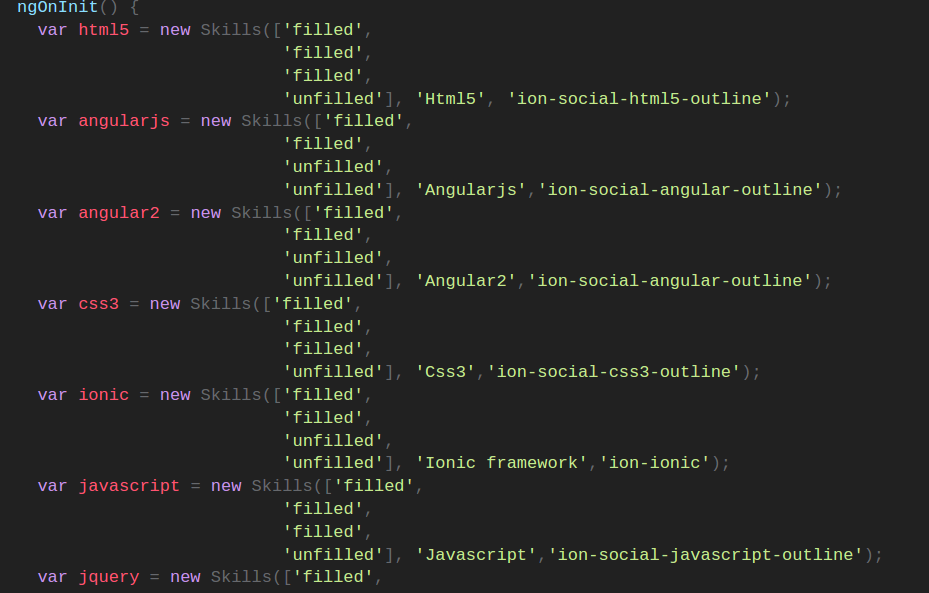 ngOnInit() {
  var html5 = new Skills(['filled',
                          'filled',
                          'filled',
                          'unfilled'], 'Html5', 'ion-social-html5-outline');
  var angularjs = new Skills(['filled',
                          'filled',
                          'unfilled',
                          'unfilled'], 'Angularjs','ion-social-angular-outline');
  var angular2 = new Skills(['filled',
                          'filled',
                          'unfilled',
                          'unfilled'], 'Angular2','ion-social-angular-outline');
  var css3 = new Skills(['filled',
                          'filled',
                          'filled',
                          'unfilled'], 'Css3','ion-social-css3-outline');
  var ionic = new Skills(['filled',
                          'filled',
                          'unfilled',
                          'unfilled'], 'Ionic framework','ion-ionic');
  var javascript = new Skills(['filled',
                          'filled',
                          'filled',
                          'unfilled'], 'Javascript','ion-social-javascript-outline');
  var jquery = new Skills(['filled',